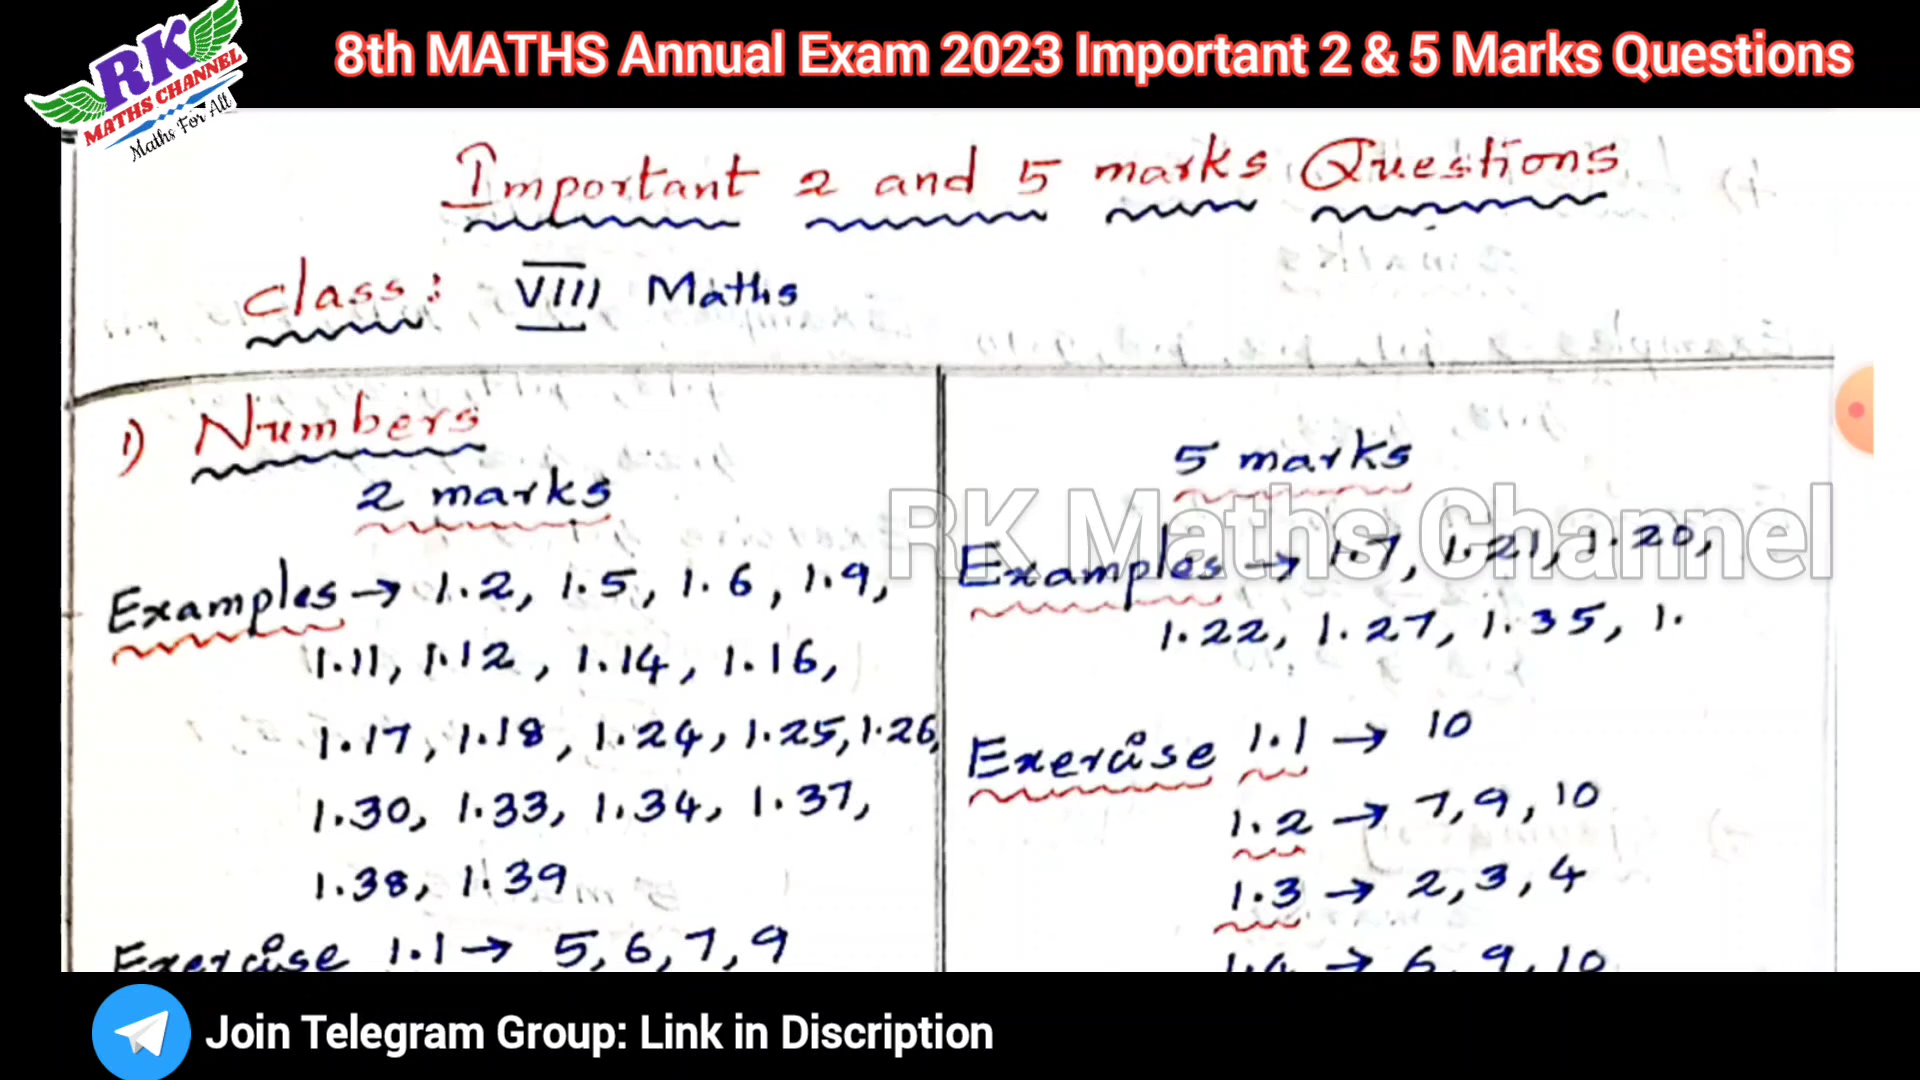 RK
MATHS CHANNEL
Maths For All
8th MATHS Annual Exam 2023 Important 2 & 5 Marks Questions
Important 2 and 5 marks Questions
Class: VIII Maths
1) Numbers
2 marks
Examples → 1.2, 1.5, 1.6, 1.9,
1.11, 1.12, 1.14, 1.16,
1.17, 1.18, 1.24, 1.25, 1.26,
1.30, 1.33, 1.34, 1.37,
1.38, 1.39
Exercise 1.1 → 5, 6, 7, 9
5 marks
RK Maths Channel
Examples → 1.7, 1.21, 1.20,
1.22, 1.27, 1.35, 1.
Exercise 1.1 → 10
1.2 → 7, 9, 10
1.3 → 2, 3, 4
1.4 → 6, 9, 10
Join Telegram Group: Link in Discription